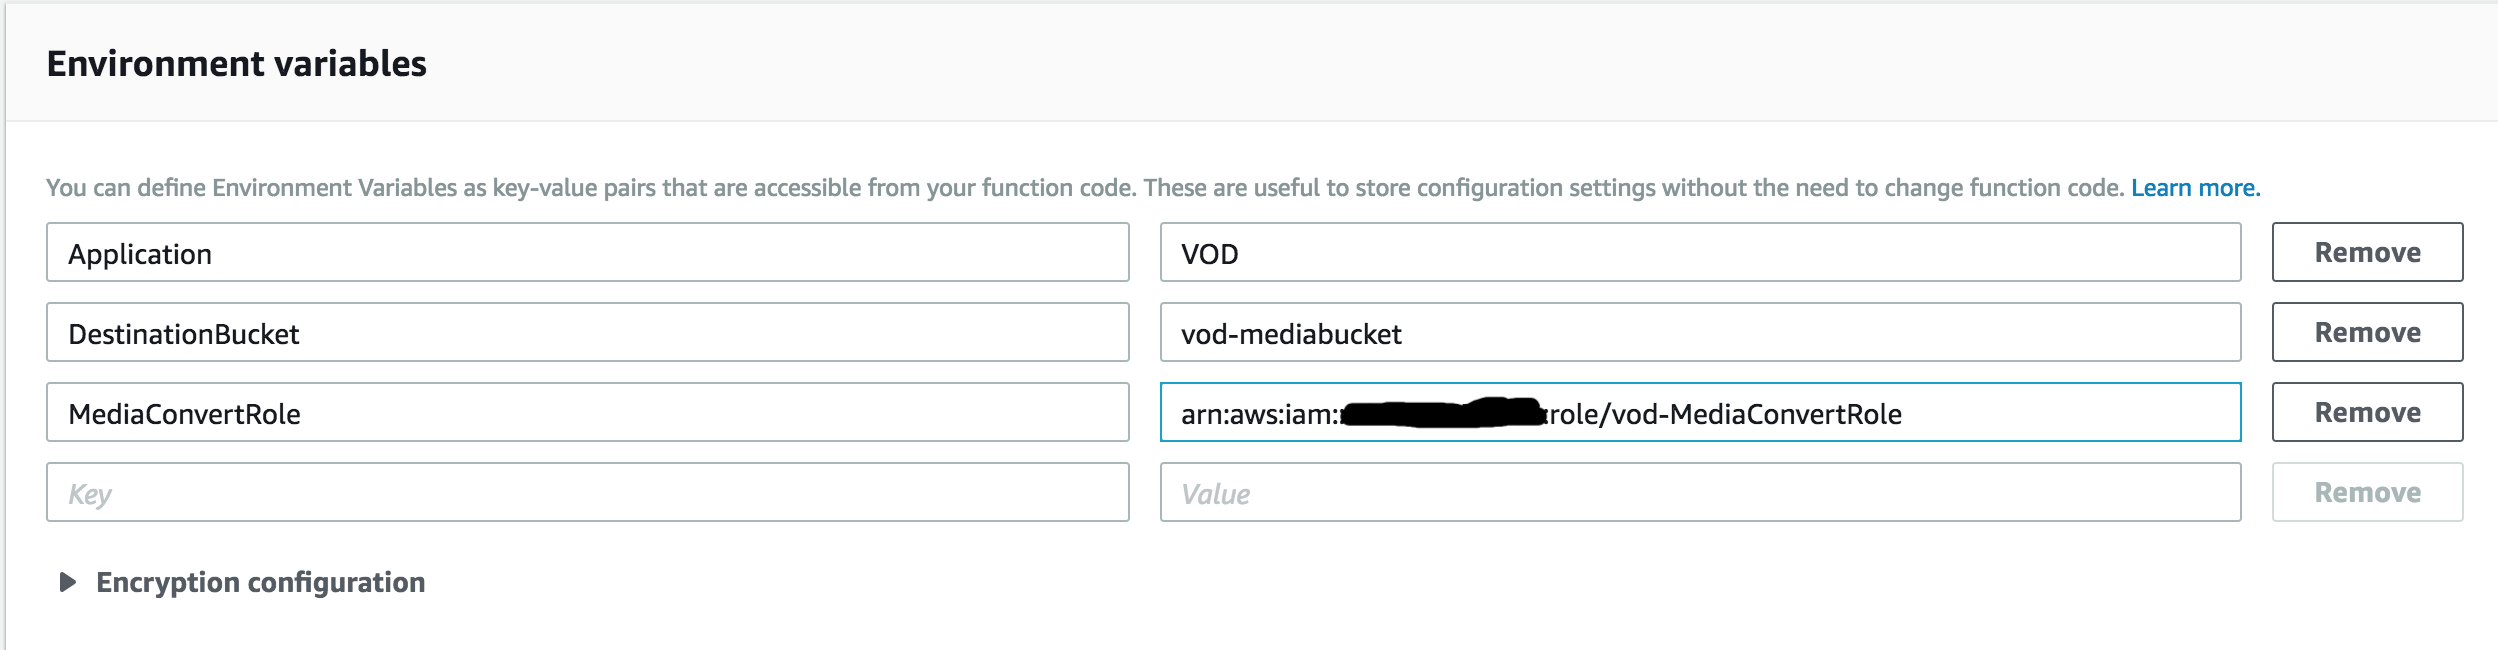 Environment variables
You can define Environment Variables as key-value pairs that are accessible from your function code. These are useful to store configuration settings without the need to change function code. Learn more.
Application VOD Remove
DestinationBucket vod-mediabucket Remove
MediaConvertRole arn:aws:iam:: :role/vod-MediaConvertRole Remove
Key Value Remove
Encryption configuration